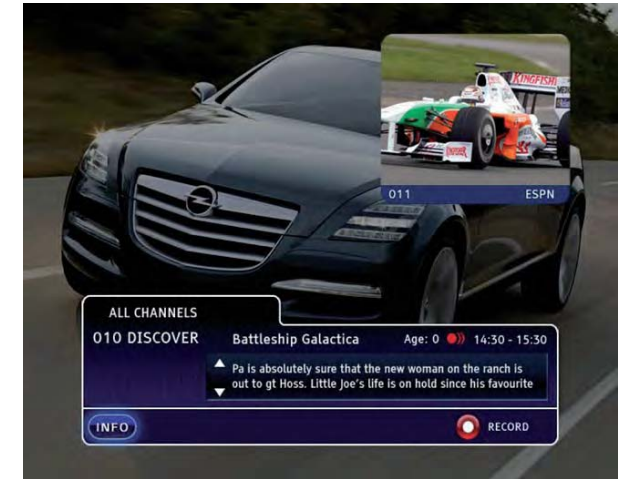 KINGFISH
011 ESPN
ALL CHANNELS
010 DISCOVER Battleship Galactica Age: 0 14:30 - 15:30
Pa is absolutely sure that the new woman on the ranch is
out to gt Hoss. Little Joe's life is on hold since his favourite
INFO RECORD